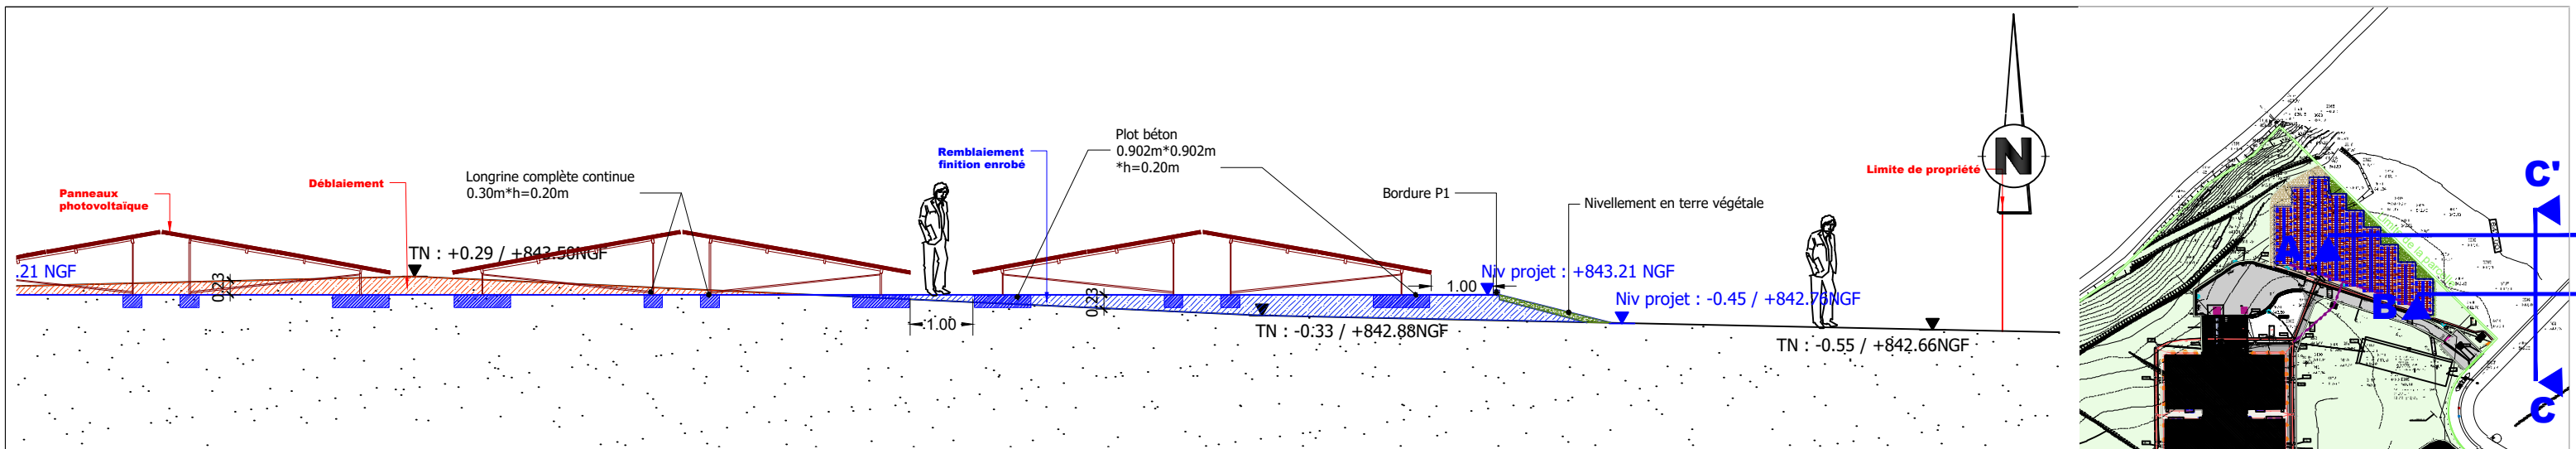 Panneaux
photovoltaïque
Déblaiement
Longrine complète continue
0.30m*h=0.20m
Remblaiement
finition enrobé
Plot béton
0.902m*0.902m
*h=0.20m
Bordure P1
Nivellement en terre végétale
Limite de propriété
N
TN : +0.29 / +843.50NGF
.21 NGF
0.23
1.00
0.23
TN : -0.33 / +842.88NGF
1.00
Niv projet : +843.21 NGF
Niv projet : -0.45 / +842.76NGF
TN : -0.55 / +842.66NGF
C'
A
B
C